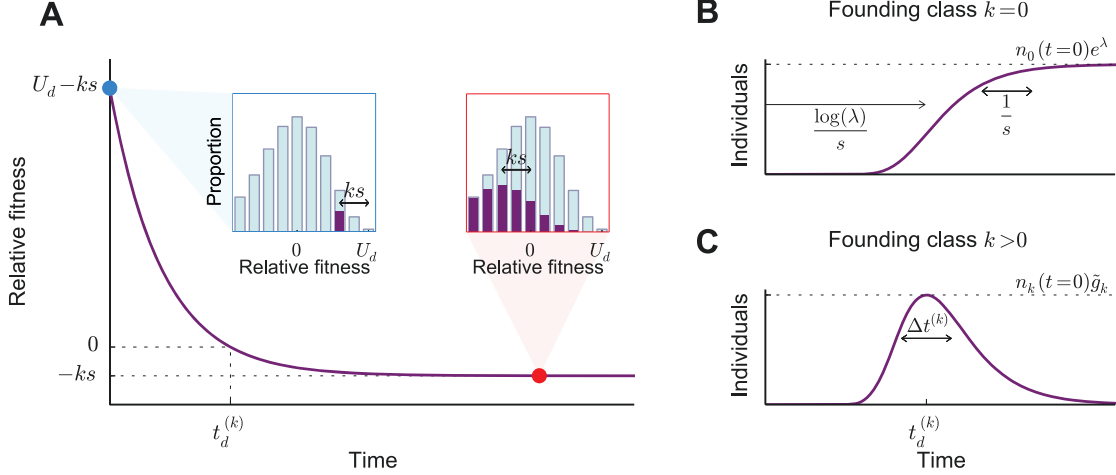 A
Relative fitness
U_d − ks
0
−ks
t_d^{(k)}
Time
Proportion
ks
0
U_d
Relative fitness
ks
0
U_d
Relative fitness
B
Founding class k = 0
Individuals
n_0(t=0)e^λ
log(λ)/s
1/s
C
Founding class k > 0
Individuals
n_k(t=0)g̃_k
Δt^{(k)}
t_d^{(k)}
Time